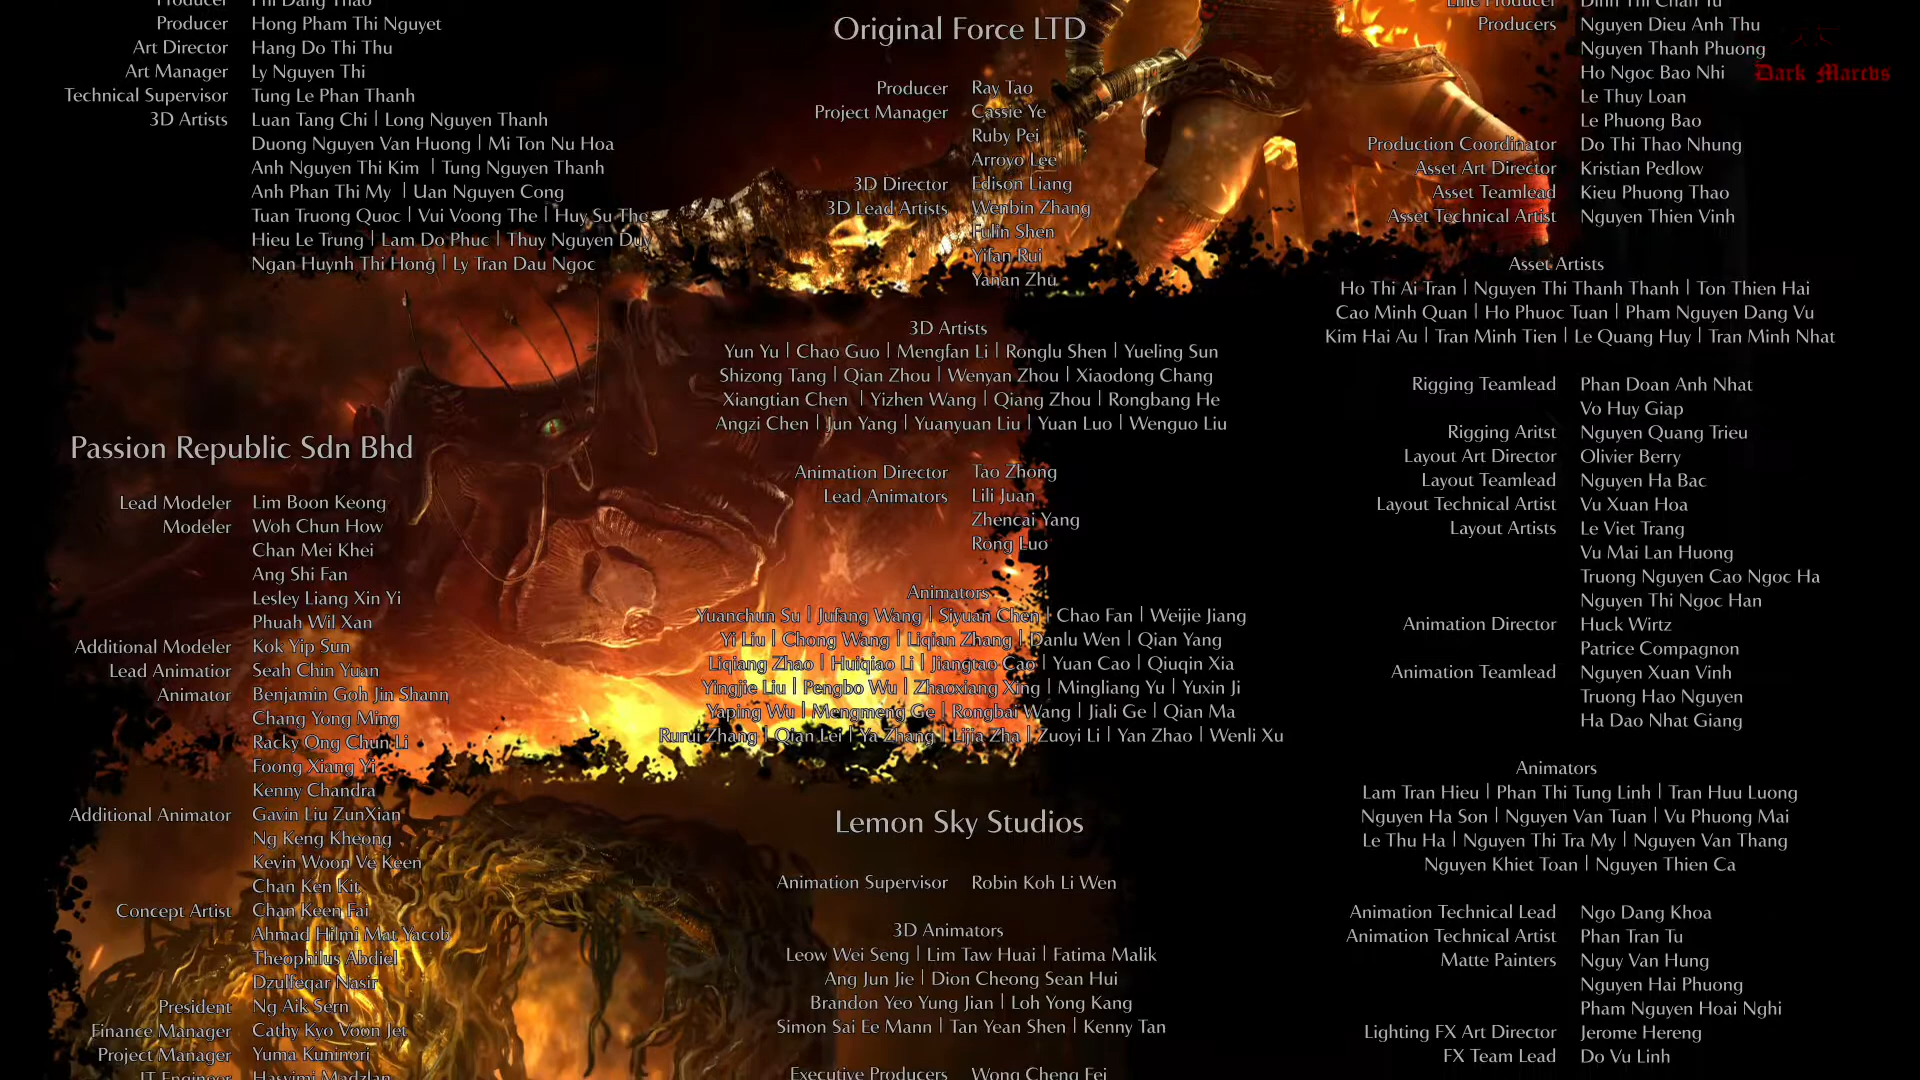 Producer Phi Dang Thao
Producer Hong Pham Thi Nguyet
Art Director Hang Do Thi Thu
Art Manager Ly Nguyen Thi
Technical Supervisor Tung Le Phan Thanh
3D Artists Luan Tang Chi | Long Nguyen Thanh
Duong Nguyen Van Huong | Mi Ton Nu Hoa
Anh Nguyen Thi Kim | Tung Nguyen Thanh
Anh Phan Thi My | Uan Nguyen Cong
Tuan Truong Quoc | Vui Voong The | Huy Su The
Hieu Le Trung | Lam Do Phuc | Thuy Nguyen Duy
Ngan Huynh Thi Hong | Ly Tran Dau Ngoc
Passion Republic Sdn Bhd
Lead Modeler Lim Boon Keong
Modeler Woh Chun How
Chan Mei Khei
Ang Shi Fan
Lesley Liang Xin Yi
Phuah Wil Xan
Additional Modeler Kok Yip Sun
Lead Animatior Seah Chin Yuan
Animator Benjamin Goh Jin Shann
Chang Yong Ming
Racky Ong Chun Li
Foong Xiang Yi
Kenny Chandra
Additional Animator Gavin Liu ZunXian
Ng Keng Kheong
Kevin Woon Ve Keen
Chan Ken Kit
Concept Artist Chan Keen Fai
Ahmad Hilmi Mat Yacob
Theophilus Abdiel
Dzulfeqar Nasir
President Ng Aik Sern
Finance Manager Cathy Kyo Voon Jet
Project Manager Yuma Kuninori
IT Engineer Hasyimi Madzlan
Original Force LTD
Producer Ray Tao
Project Manager Cassie Ye
Ruby Pei
Arroyo Lee
3D Director Edison Liang
3D Lead Artists Wenbin Zhang
Fulin Shen
Yifan Rui
Yanan Zhu
3D Artists
Yun Yu | Chao Guo | Mengfan Li | Ronglu Shen | Yueling Sun
Shizong Tang | Qian Zhou | Wenyan Zhou | Xiaodong Chang
Xiangtian Chen | Yizhen Wang | Qiang Zhou | Rongbang He
Angzi Chen | Jun Yang | Yuanyuan Liu | Yuan Luo | Wenguo Liu
Animation Director Tao Zhong
Lead Animators Lili Juan
Zhencai Yang
Rong Luo
Animators
Yuanchun Su | Jufang Wang | Siyuan Chen | Chao Fan | Weijie Jiang
Yi Liu | Chong Wang | Liqian Zhang | Danlu Wen | Qian Yang
Liqiang Zhao | Huiqiao Li | Jiangtao Cao | Yuan Cao | Qiuqin Xia
Yingjie Liu | Pengbo Wu | Zhaoxiang Xing | Mingliang Yu | Yuxin Ji
Yaping Wu | Mengmeng Ge | Rongbai Wang | Jiali Ge | Qian Ma
Rurui Zhang | Qian Lei | Ya Zhang | Lijia Zha | Zuoyi Li | Yan Zhao | Wenli Xu
Lemon Sky Studios
Animation Supervisor Robin Koh Li Wen
3D Animators
Leow Wei Seng | Lim Taw Huai | Fatima Malik
Ang Jun Jie | Dion Cheong Sean Hui
Brandon Yeo Yung Jian | Loh Yong Kang
Simon Sai Ee Mann | Tan Yean Shen | Kenny Tan
Executive Producers Wong Cheng Fei
Line Producer Dinh Thi Chan Tu
Producers Nguyen Dieu Anh Thu
Nguyen Thanh Phuong
Ho Ngoc Bao Nhi
Le Thuy Loan
Le Phuong Bao
Production Coordinator Do Thi Thao Nhung
Asset Art Director Kristian Pedlow
Asset Teamlead Kieu Phuong Thao
Asset Technical Artist Nguyen Thien Vinh
Asset Artists
Ho Thi Ai Tran | Nguyen Thi Thanh Thanh | Ton Thien Hai
Cao Minh Quan | Ho Phuoc Tuan | Pham Nguyen Dang Vu
Kim Hai Au | Tran Minh Tien | Le Quang Huy | Tran Minh Nhat
Rigging Teamlead Phan Doan Anh Nhat
Vo Huy Giap
Rigging Aritst Nguyen Quang Trieu
Layout Art Director Olivier Berry
Layout Teamlead Nguyen Ha Bac
Layout Technical Artist Vu Xuan Hoa
Layout Artists Le Viet Trang
Vu Mai Lan Huong
Truong Nguyen Cao Ngoc Ha
Nguyen Thi Ngoc Han
Animation Director Huck Wirtz
Patrice Compagnon
Animation Teamlead Nguyen Xuan Vinh
Truong Hao Nguyen
Ha Dao Nhat Giang
Animators
Lam Tran Hieu | Phan Thi Tung Linh | Tran Huu Luong
Nguyen Ha Son | Nguyen Van Tuan | Vu Phuong Mai
Le Thu Ha | Nguyen Thi Tra My | Nguyen Van Thang
Nguyen Khiet Toan | Nguyen Thien Ca
Animation Technical Lead Ngo Dang Khoa
Animation Technical Artist Phan Tran Tu
Matte Painters Nguy Van Hung
Nguyen Hai Phuong
Pham Nguyen Hoai Nghi
Lighting FX Art Director Jerome Hereng
FX Team Lead Do Vu Linh
Dark Marcus